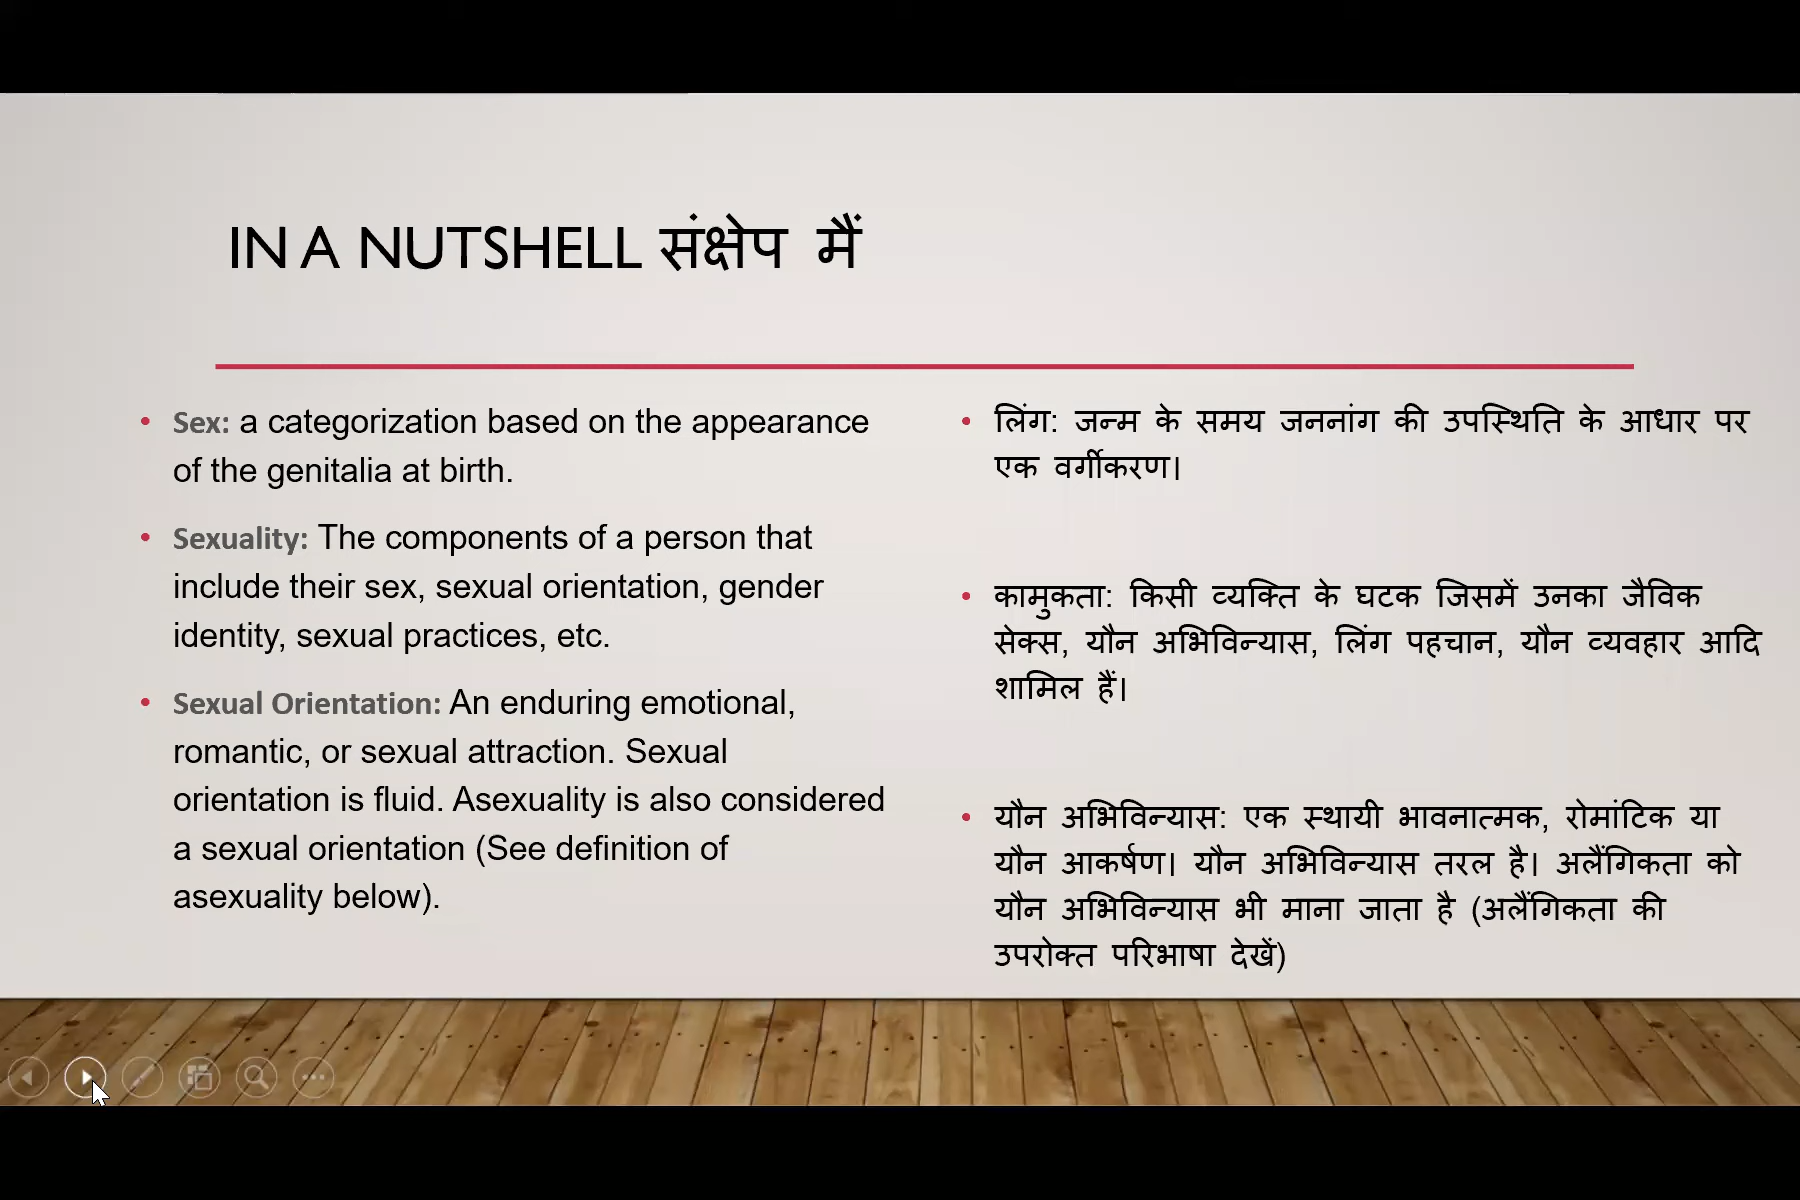 IN A NUTSHELL संक्षेप मैं
• Sex: a categorization based on the appearance
of the genitalia at birth.
• Sexuality: The components of a person that
include their sex, sexual orientation, gender
identity, sexual practices, etc.
• Sexual Orientation: An enduring emotional,
romantic, or sexual attraction. Sexual
orientation is fluid. Asexuality is also considered
a sexual orientation (See definition of
asexuality below).
• लिंग: जन्म के समय जननांग की उपस्थिति के आधार पर
एक वर्गीकरण।
• कामुकता: किसी व्यक्ति के घटक जिसमें उनका जैविक
सेक्स, यौन अभिविन्यास, लिंग पहचान, यौन व्यवहार आदि
शामिल हैं।
• यौन अभिविन्यास: एक स्थायी भावनात्मक, रोमांटिक या
यौन आकर्षण। यौन अभिविन्यास तरल है। अलैंगिकता को
यौन अभिविन्यास भी माना जाता है (अलैंगिकता की
उपरोक्त परिभाषा देखें)